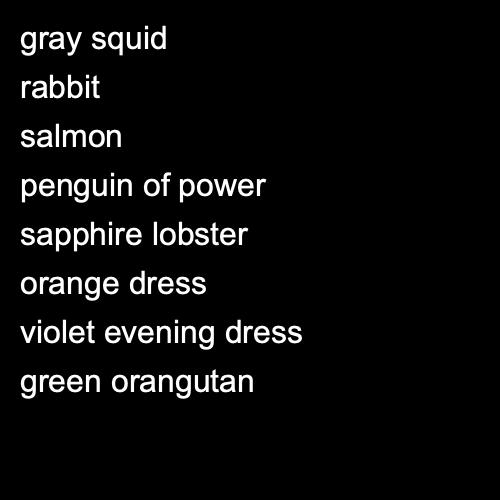 gray squid
rabbit
salmon
penguin of power
sapphire lobster
orange dress
violet evening dress
green orangutan